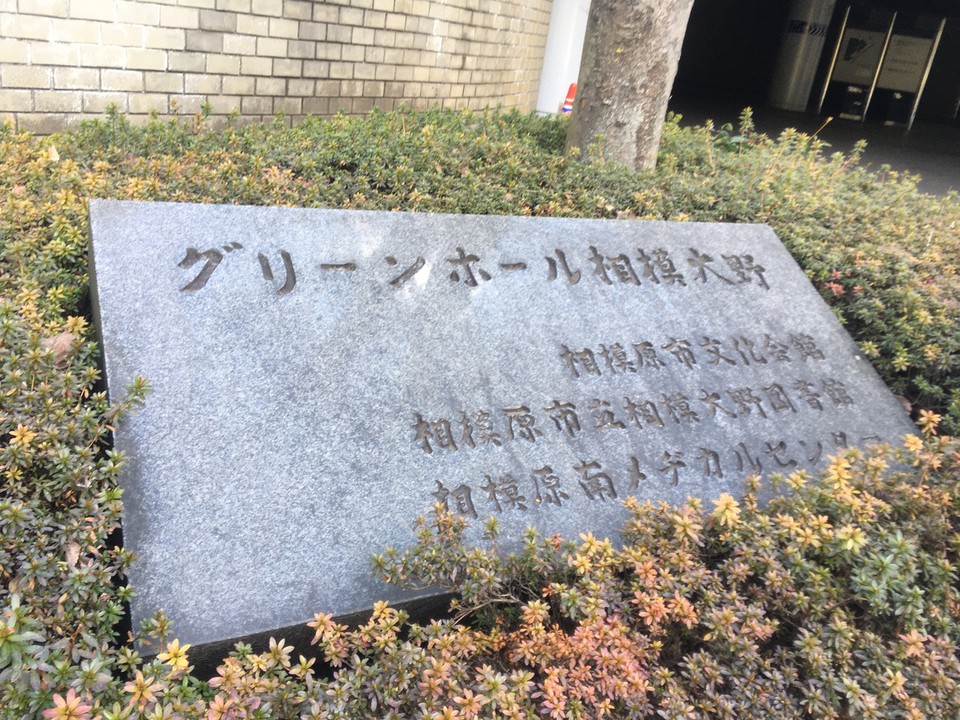 グリーンホール相模大野
相模原市文化会館
相模原市立相模大野図書館
相模原南メヂカルセンター